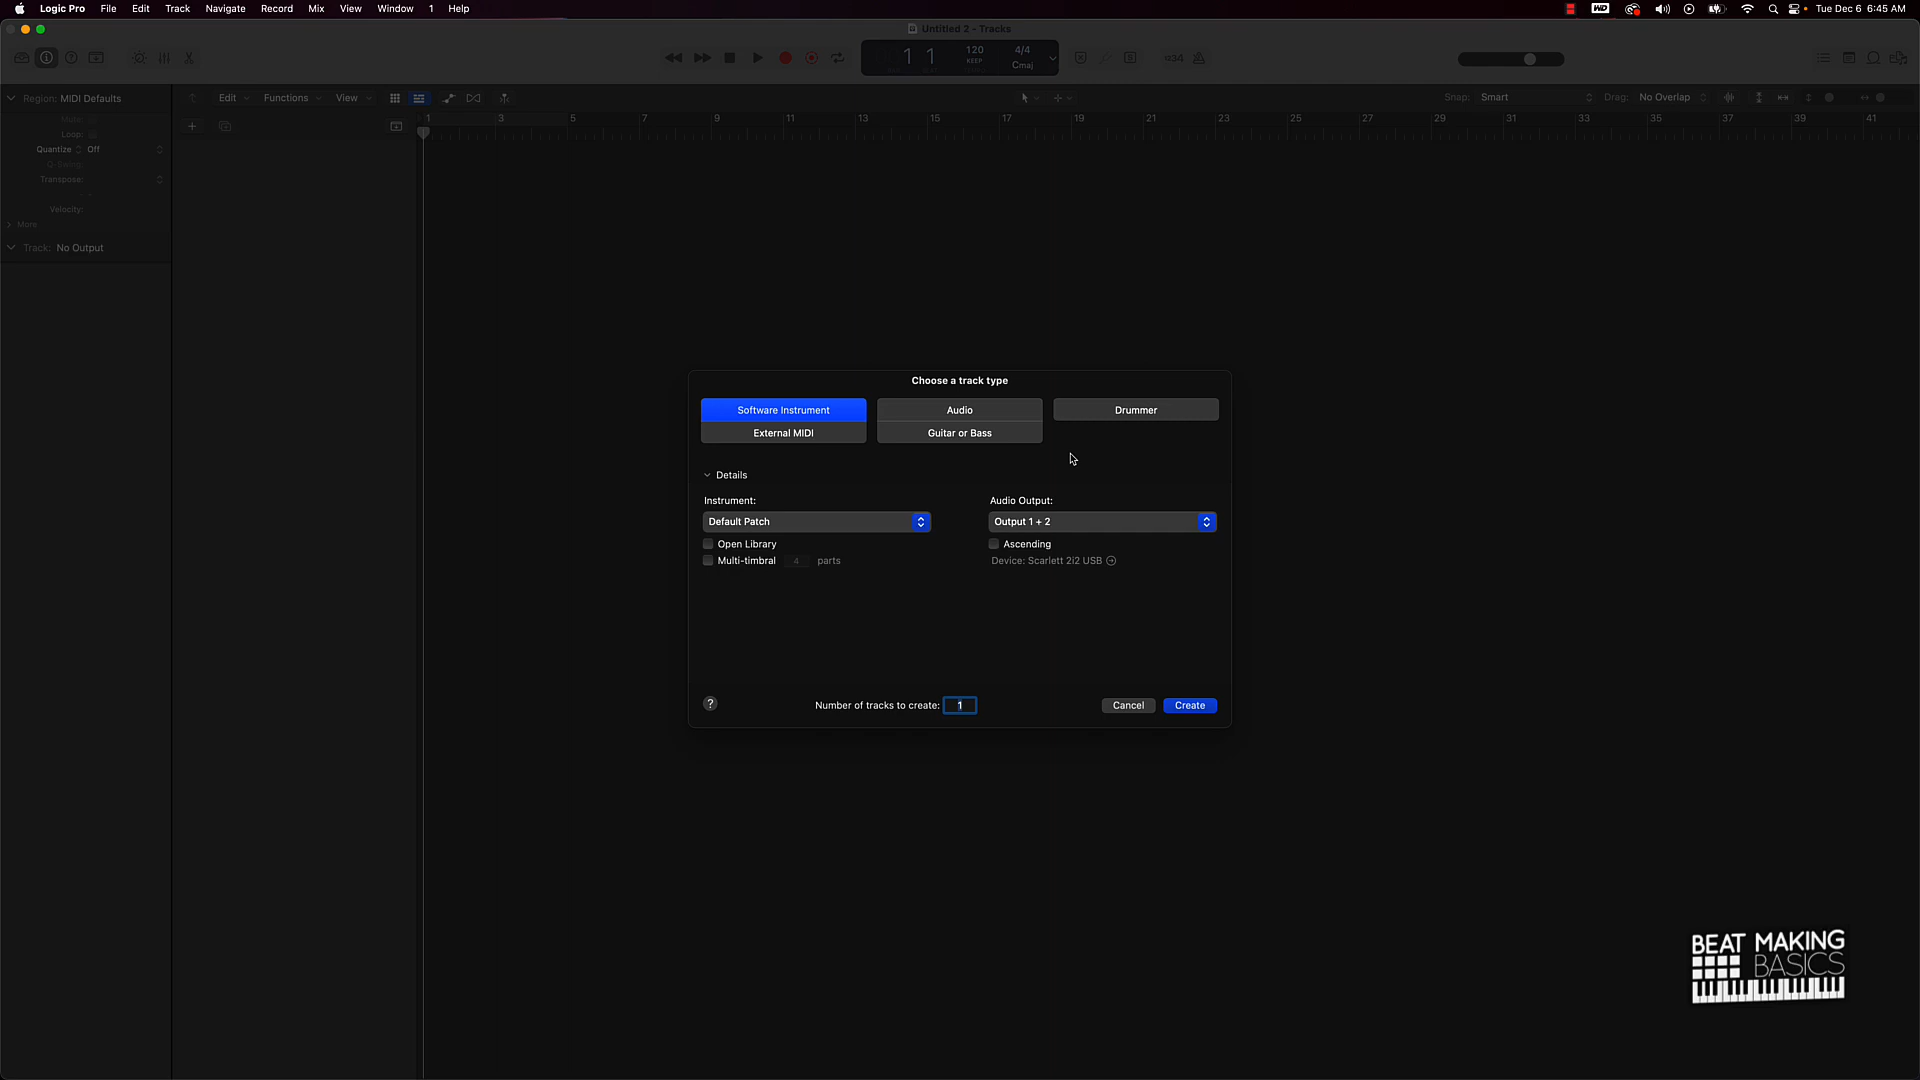 Logic Pro File Edit Track Navigate Record Mix View Window 1 Help
Tue Dec 6 6:45 AM
Untitled 2 - Tracks
1 1 120 4/4
KEEP Cmaj
1234
Region: MIDI Defaults
Edit Functions View
Snap: Smart Drag: No Overlap
1 3 5 7 9 11 13 15 17 19 21 23 25 27 29 31 33 35 37 39 41
Mute:
Loop:
Quantize Off
Q-Swing:
Transpose:
Velocity:
More
Track: No Output
Choose a track type
Software Instrument Audio Drummer
External MIDI Guitar or Bass
Details
Instrument: Audio Output:
Default Patch Output 1 + 2
Open Library Ascending
Multi-timbral 4 parts Device: Scarlett 2i2 USB
? Number of tracks to create: 1 Cancel Create
BEAT MAKING
BASICS